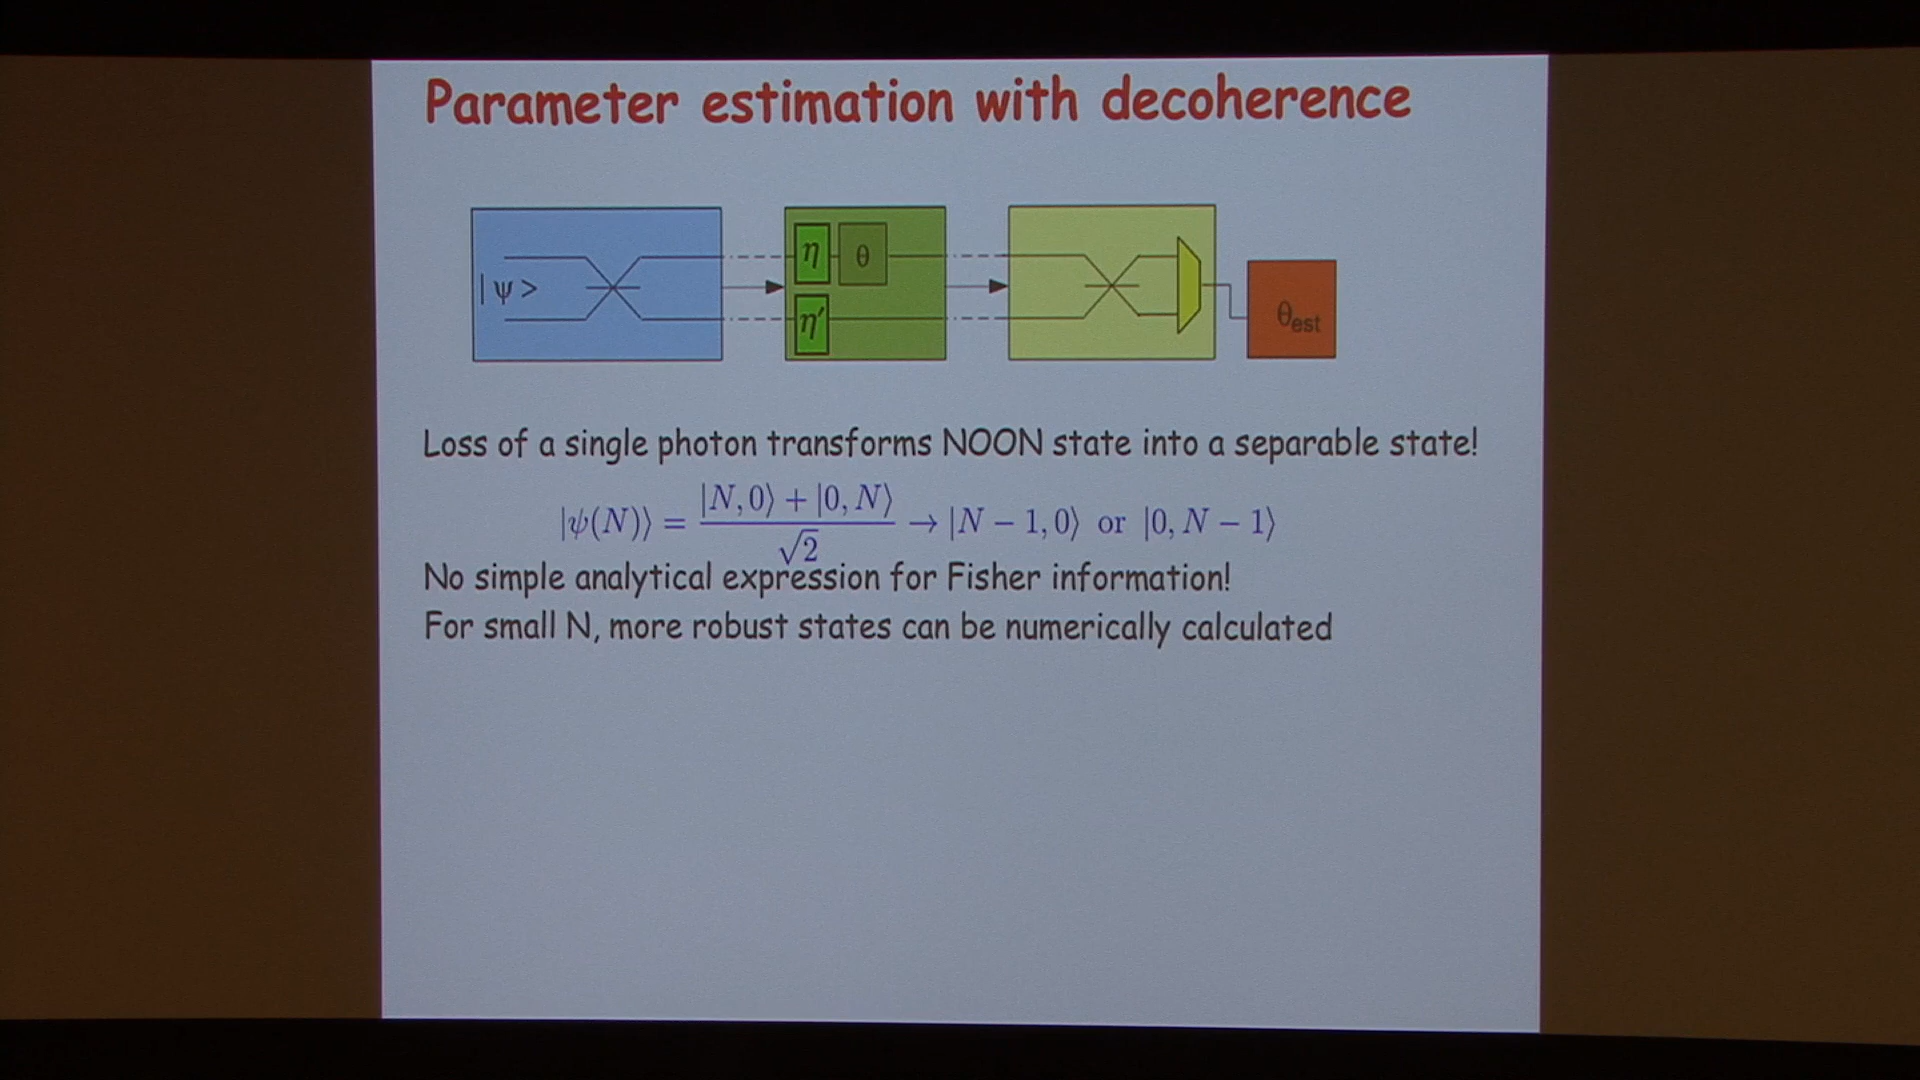 Parameter estimation with decoherence
|ψ >
η
θ
η′
θest
Loss of a single photon transforms NOON state into a separable state!
|ψ(N)⟩ = |N,0⟩ + |0,N⟩ / √2 → |N − 1,0⟩ or |0,N − 1⟩
No simple analytical expression for Fisher information!
For small N, more robust states can be numerically calculated